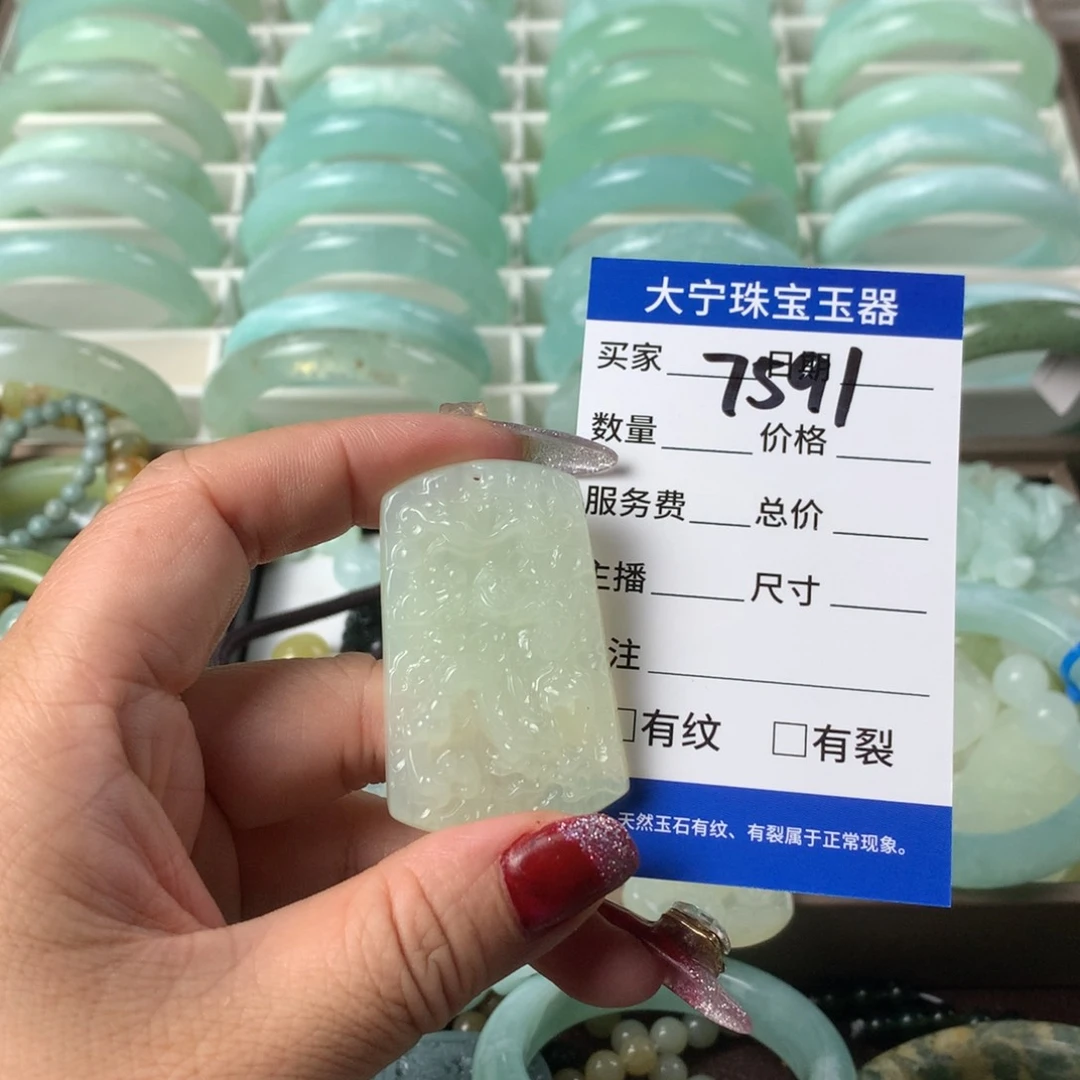 大宁珠宝玉器
买家 日期
7591
数量 价格
服务费 总价
主播 尺寸
注
□有纹 □有裂
天然玉石有纹、有裂属于正常现象。